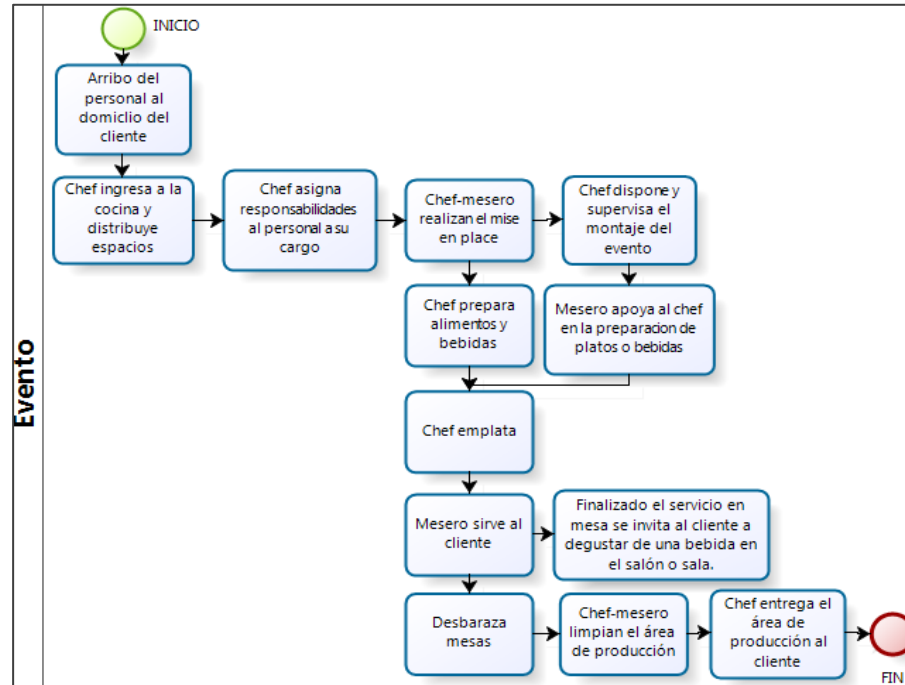 INICIO
Arribo del
personal al
domiclio del
cliente
Chef ingresa a la
cocina y
distribuye
espacios
Chef asigna
responsabilidades
al personal a su
cargo
Chef-mesero
realizan el mise
en place
Chef dispone y
supervisa el
montaje del
evento
Chef prepara
alimentos y
bebidas
Mesero apoya al chef
en la preparacion de
platos o bebidas
Evento
Chef emplata
Mesero sirve al
cliente
Finalizado el servicio en
mesa se invita al cliente a
degustar de una bebida en
el salón o sala.
Desbaraza
mesas
Chef-mesero
limpian el área
de producción
Chef entrega el
área de
producción al
cliente
FIN